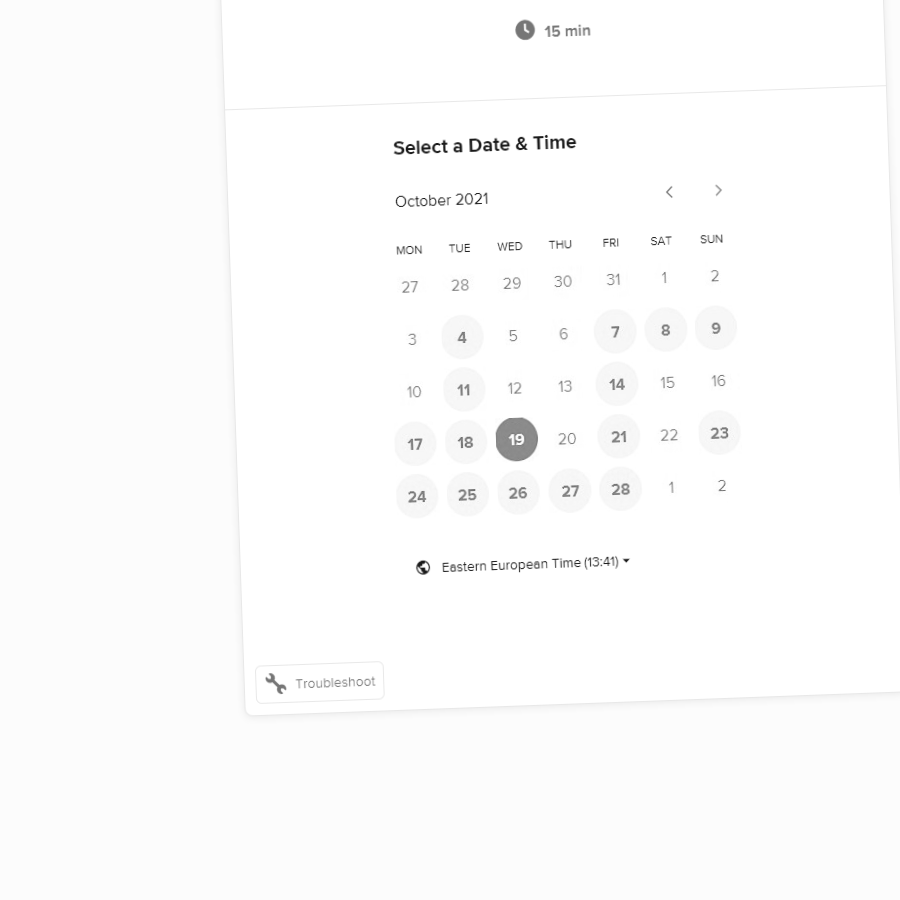 15 min
Select a Date & Time
October 2021
MON TUE WED THU FRI SAT SUN
27 28 29 30 31 1 2
3 4 5 6 7 8 9
10 11 12 13 14 15 16
17 18 19 20 21 22 23
24 25 26 27 28 1 2
Eastern European Time (13:41)
Troubleshoot